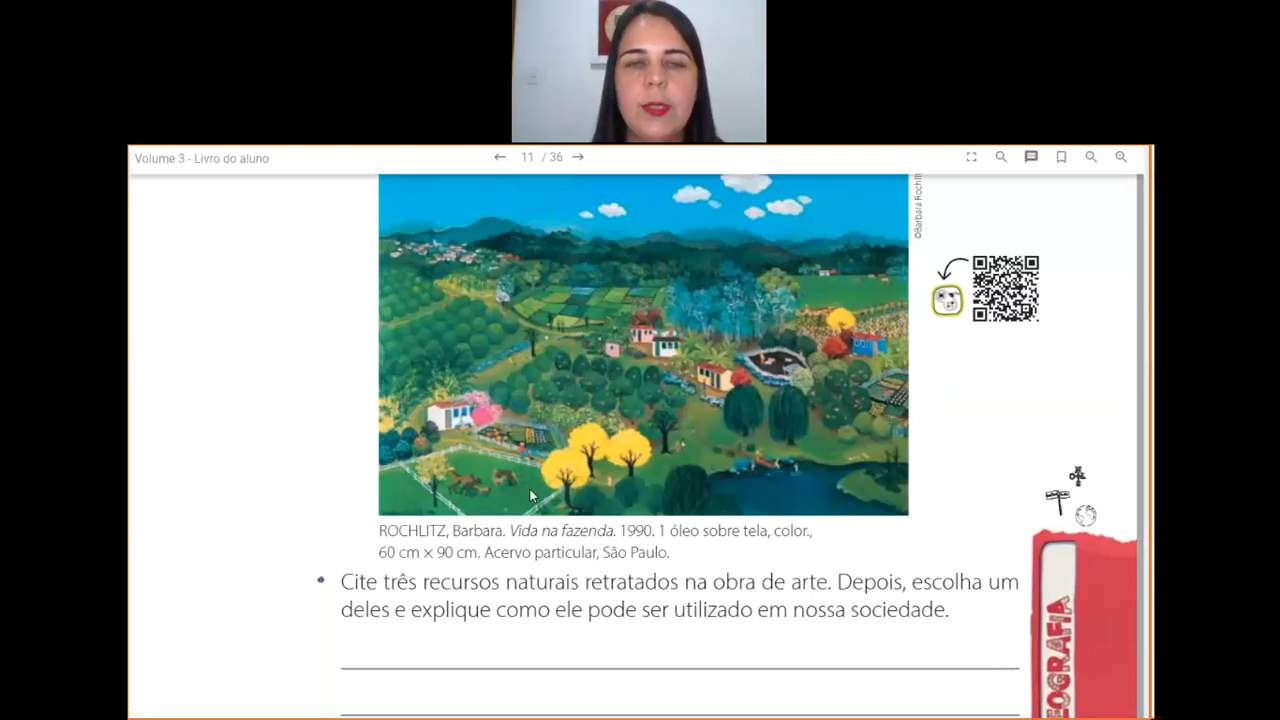 Volume 3 - Livro do aluno
11 / 36
©Barbara Rochlit
ROCHLITZ, Barbara. Vida na fazenda. 1990. 1 óleo sobre tela, color.,
60 cm × 90 cm. Acervo particular, São Paulo.
Cite três recursos naturais retratados na obra de arte. Depois, escolha um
deles e explique como ele pode ser utilizado em nossa sociedade.
EOGRAFIA